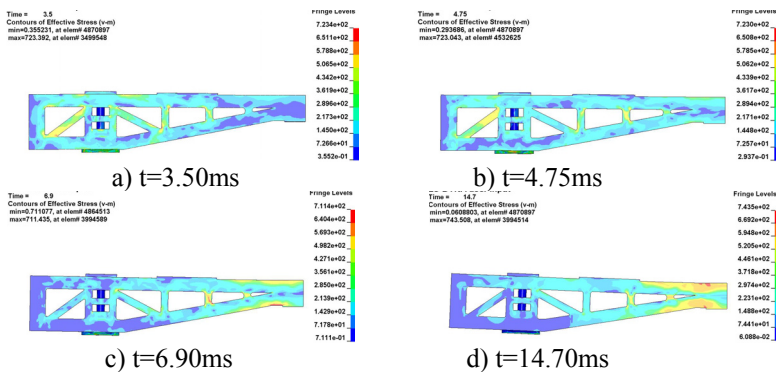 Time = 3.5
Contours of Effective Stress (v-m)
min=0.355231, at elem# 4870897
max=723.392, at elem# 3499548
Fringe Levels
7.234e+02
6.511e+02
5.788e+02
5.065e+02
4.342e+02
3.619e+02
2.896e+02
2.173e+02
1.450e+02
7.266e+01
3.552e-01
a) t=3.50ms
Time = 4.75
Contours of Effective Stress (v-m)
min=0.293686, at elem# 4870897
max=723.043, at elem# 4532625
Fringe Levels
7.230e+02
6.508e+02
5.785e+02
5.062e+02
4.339e+02
3.617e+02
2.894e+02
2.171e+02
1.448e+02
7.257e+01
2.937e-01
b) t=4.75ms
Time = 6.9
Contours of Effective Stress (v-m)
min=0.711077, at elem# 4864513
max=711.435, at elem# 3994589
Fringe Levels
7.114e+02
6.404e+02
5.693e+02
4.982e+02
4.271e+02
3.561e+02
2.850e+02
2.139e+02
1.429e+02
7.178e+01
7.111e-01
c) t=6.90ms
Time = 14.7
Contours of Effective Stress (v-m)
min=0.0608803, at elem# 4870897
max=743.508, at elem# 3994514
Fringe Levels
7.435e+02
6.692e+02
5.948e+02
5.205e+02
4.461e+02
3.718e+02
2.974e+02
2.231e+02
1.488e+02
7.441e+01
6.088e-02
d) t=14.70ms